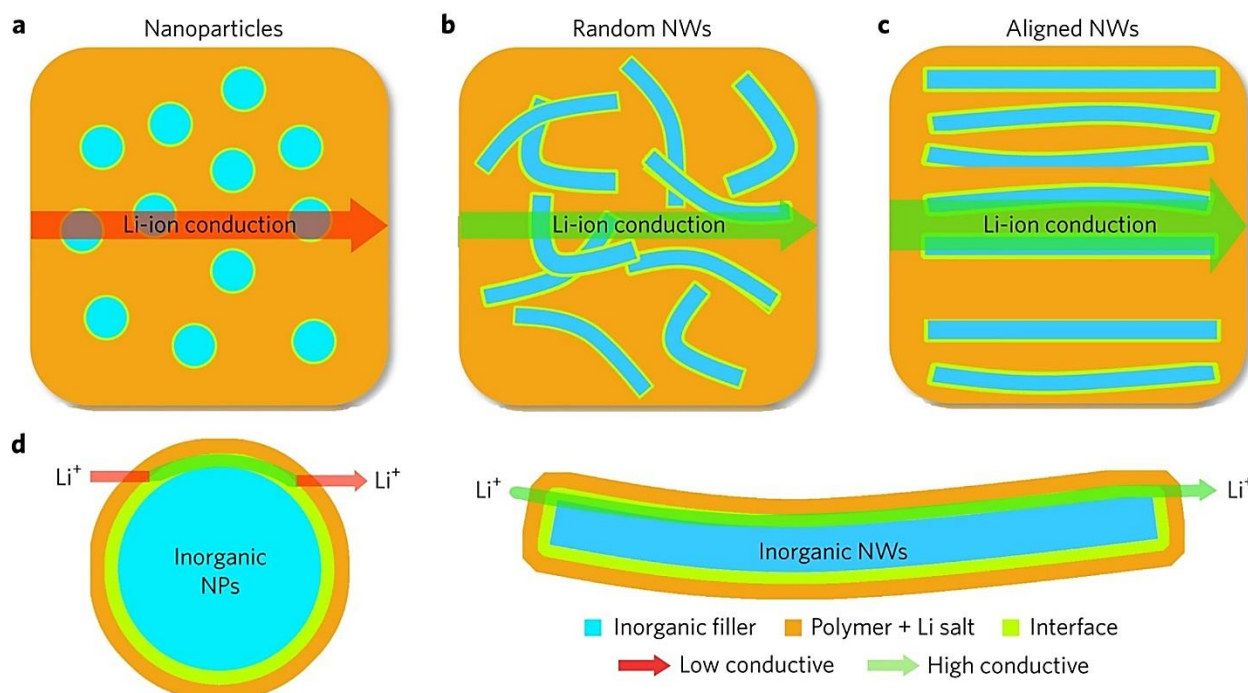 a
Nanoparticles
Li-ion conduction
b
Random NWs
Li-ion conduction
c
Aligned NWs
Li-ion conduction
d
Li⁺
Li⁺
Inorganic
NPs
Li⁺
Li⁺
Inorganic NWs
Inorganic filler
Polymer + Li salt
Interface
Low conductive
High conductive